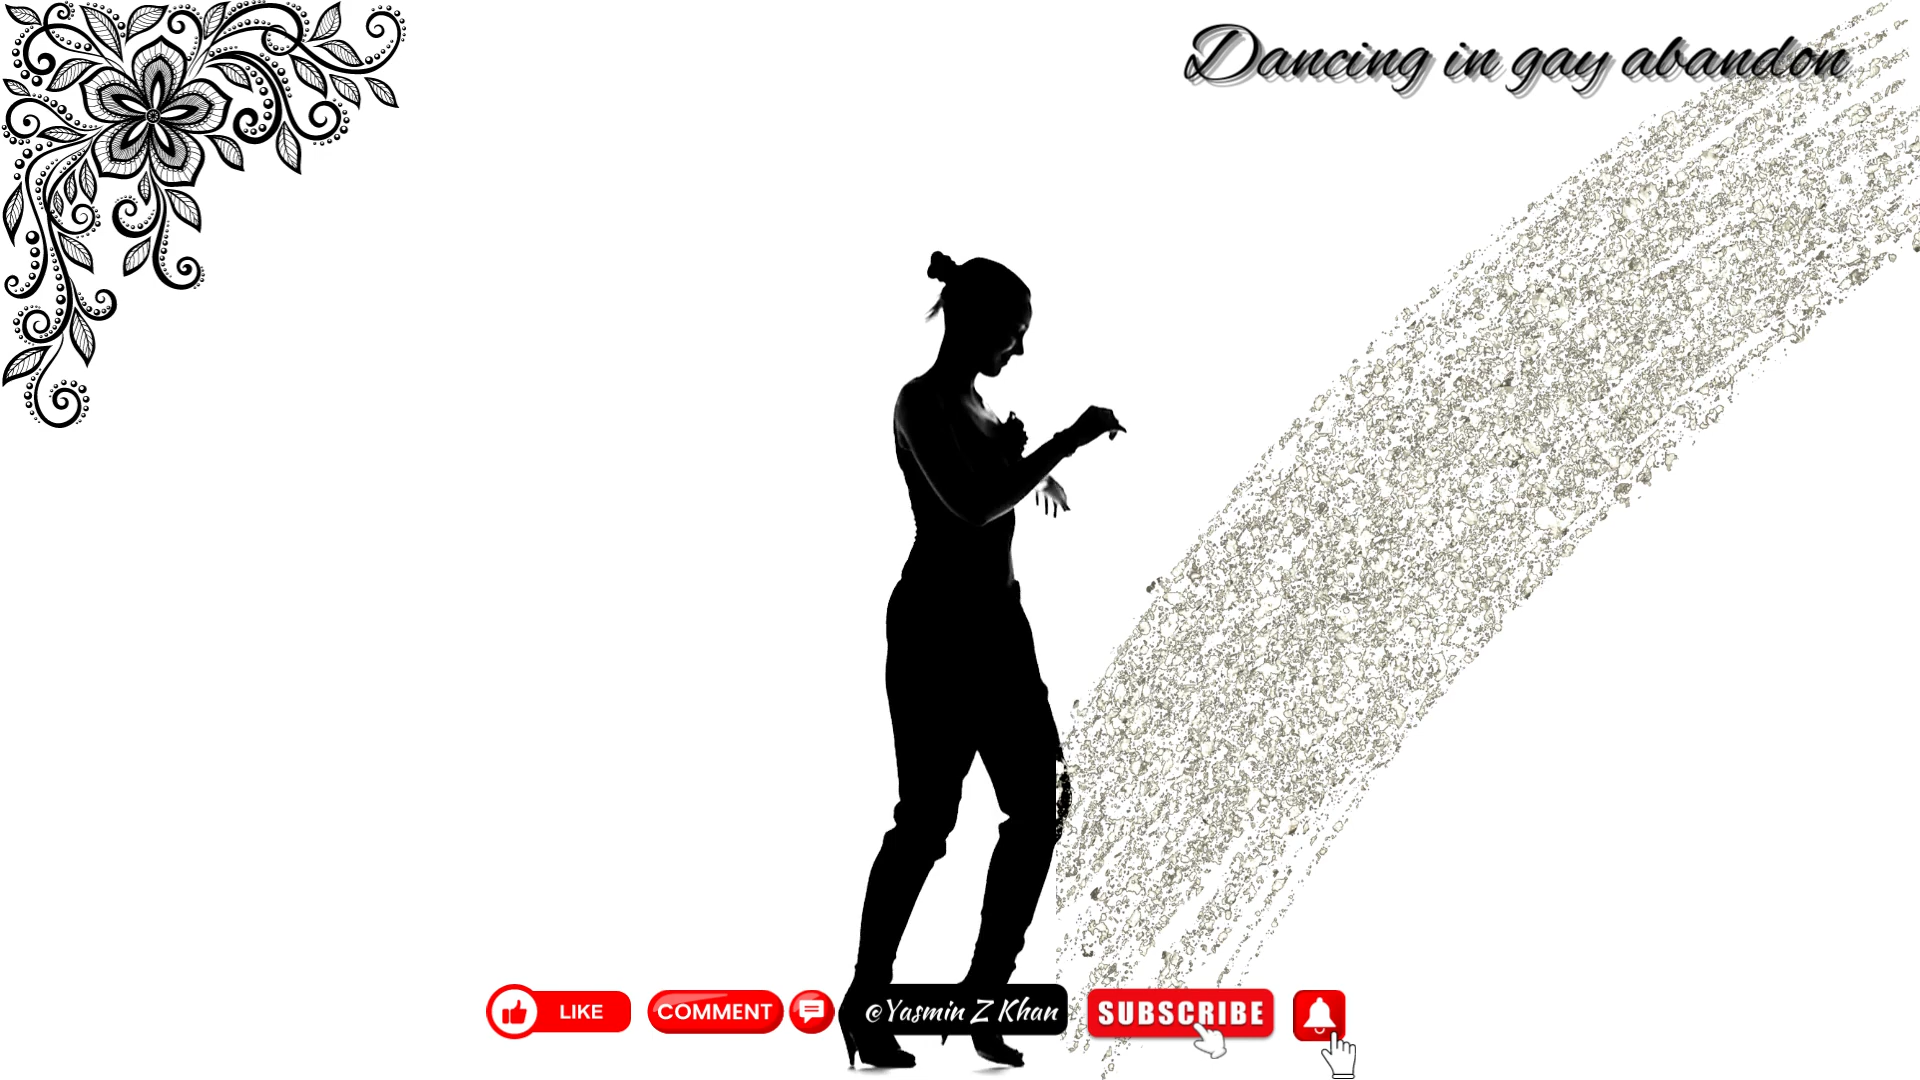 Dancing in gay abandon
LIKE
COMMENT
@Yasmin Z Khan
SUBSCRIBE